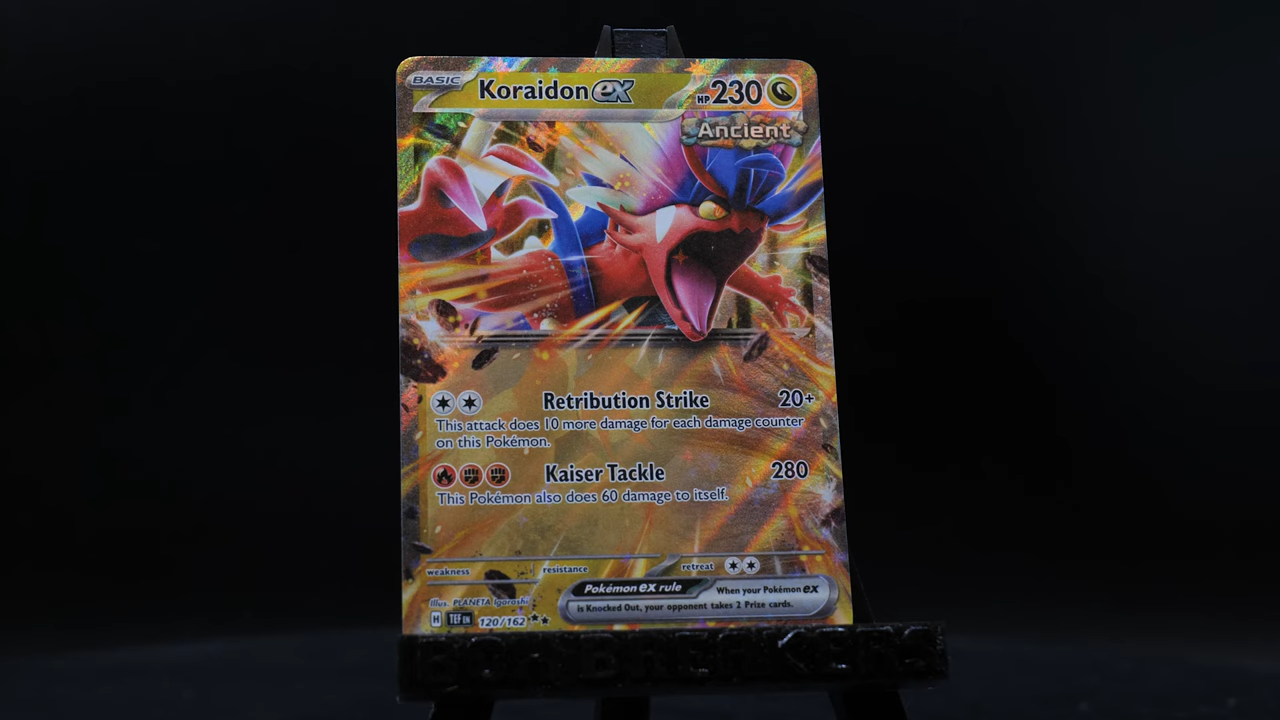 BASIC Koraidon ex HP 230
Ancient
Retribution Strike 20+
This attack does 10 more damage for each damage counter
on this Pokémon.
Kaiser Tackle 280
This Pokémon also does 60 damage to itself.
weakness resistance retreat
Pokémon ex rule When your Pokémon ex
is Knocked Out, your opponent takes 2 Prize cards.
Illus. PLANETA Igarashi
H TEF EN 120/162
BOA BREAKERS